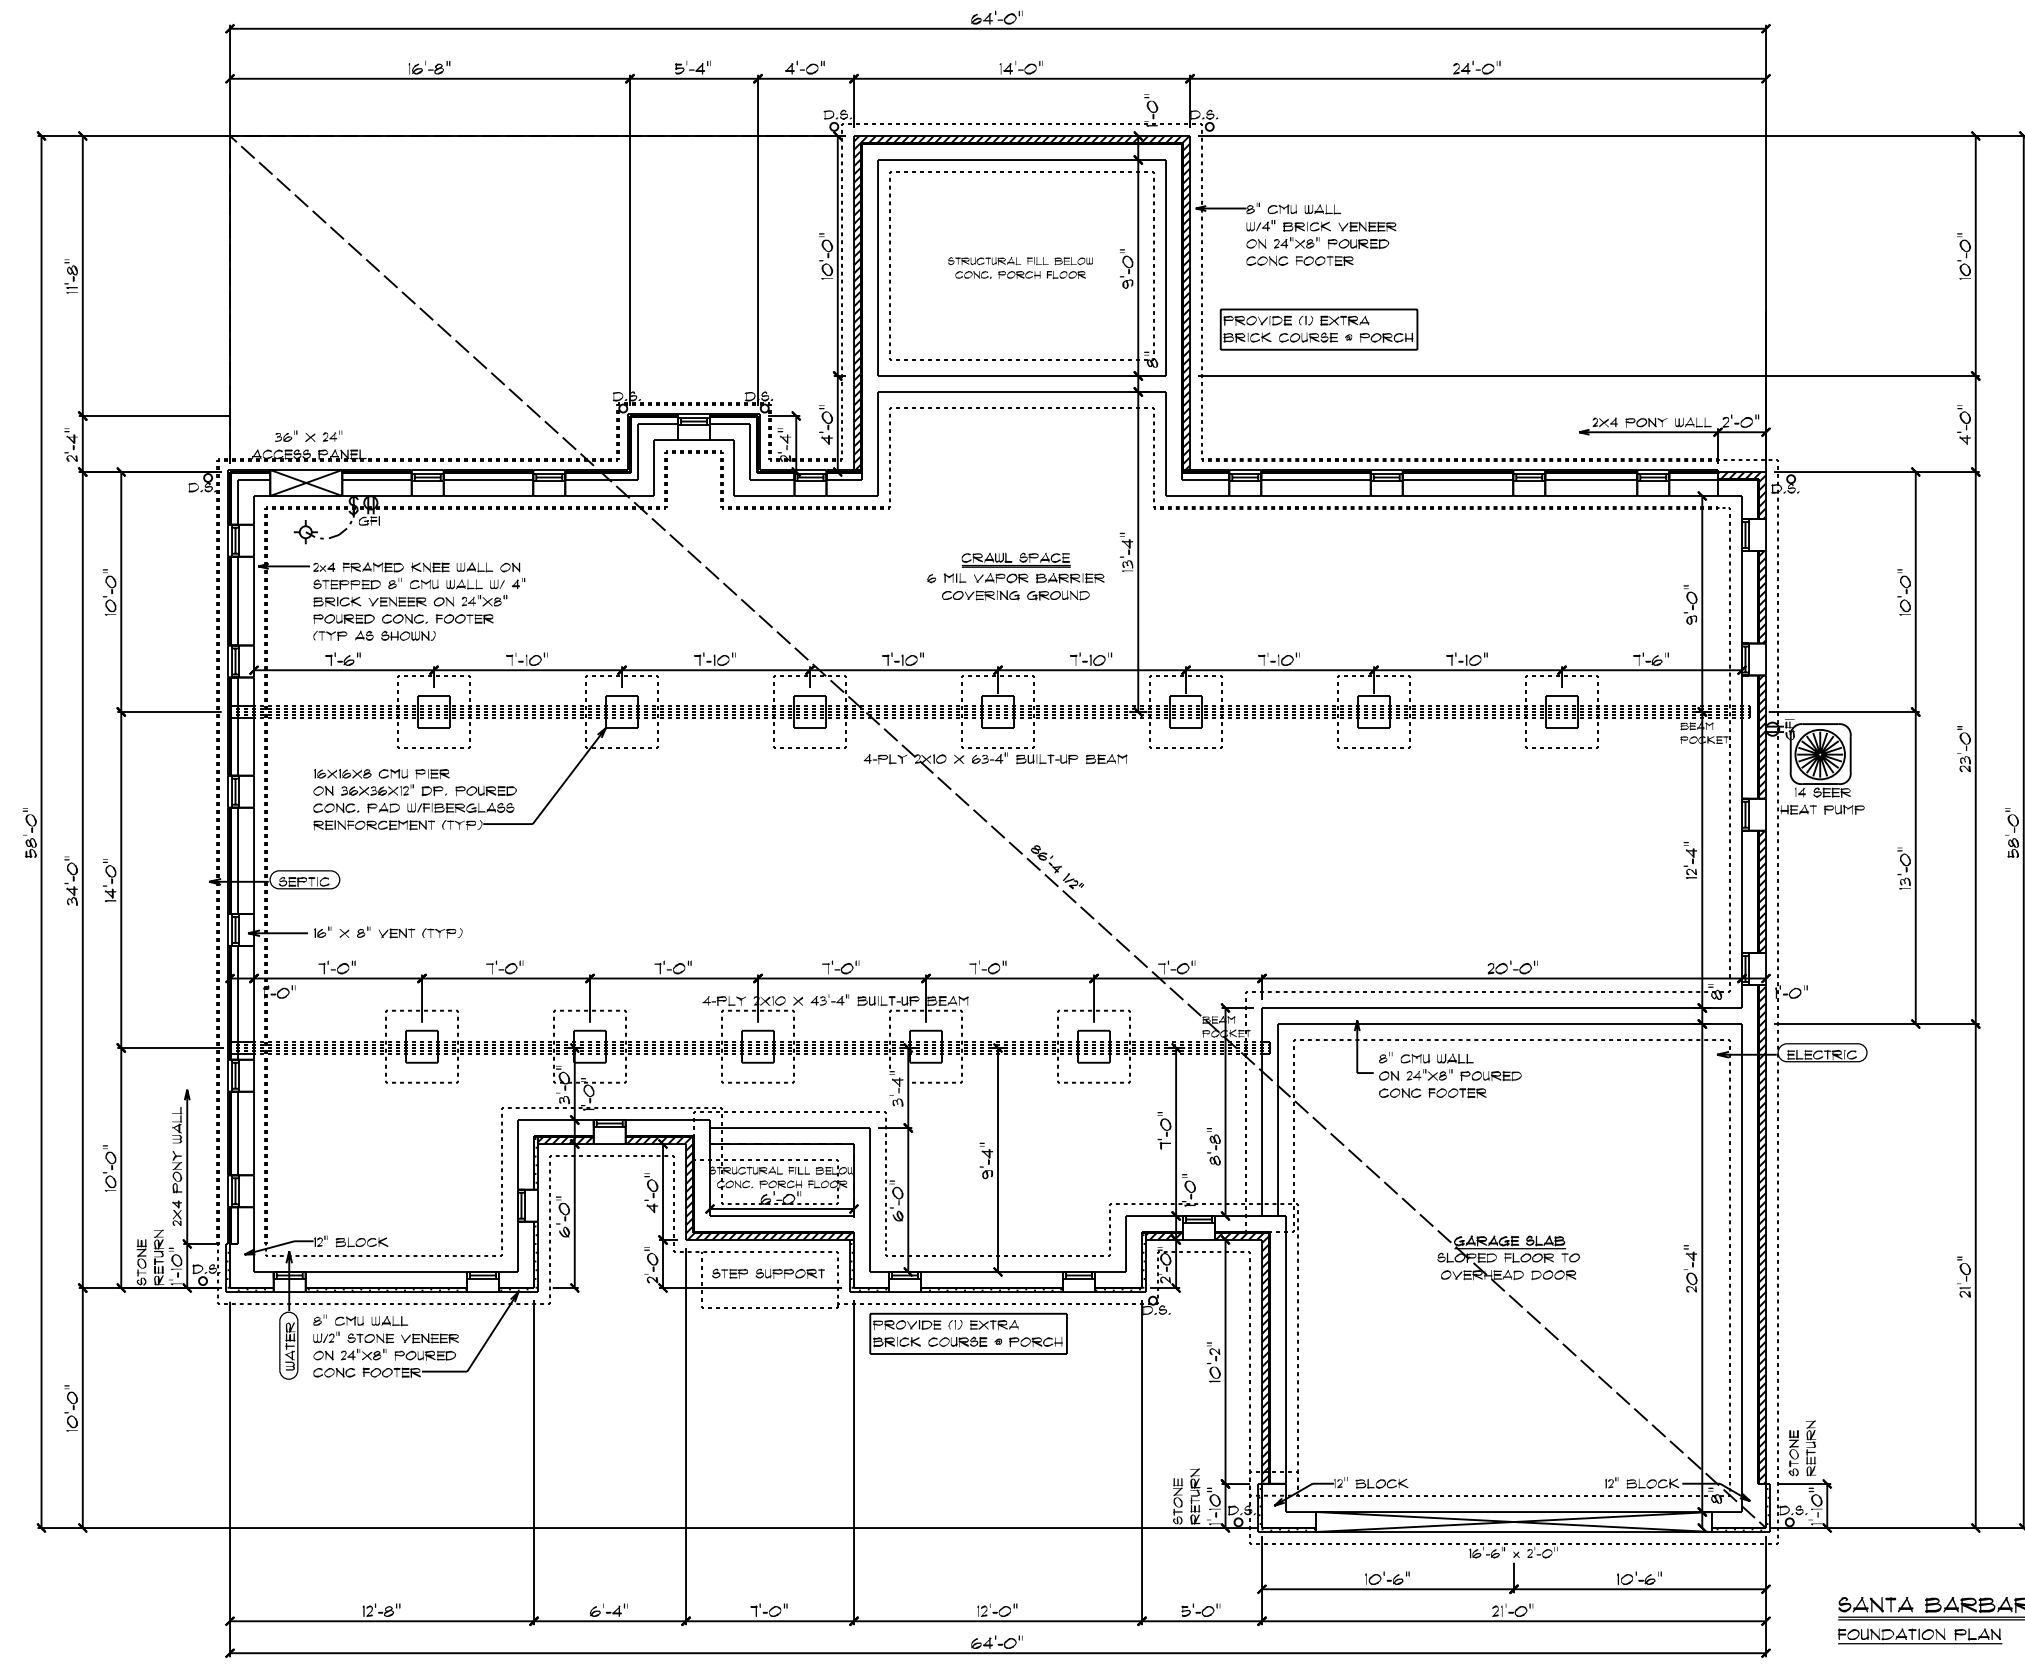 64'-0"
16'-8" 5'-4" 4'-0" 14'-0" 24'-0"
D.S. 1'-0" D.S.
8" CMU WALL
W/4" BRICK VENEER
ON 24"X8" POURED
CONC FOOTER
11'-8" 10'-0" 9'-0" 10'-0"
STRUCTURAL FILL BELOW
CONC. PORCH FLOOR
PROVIDE (1) EXTRA
BRICK COURSE @ PORCH
8"
D.S. D.S.
2'-4" 2'-4" 4'-0" 2X4 PONY WALL 2'-0" 4'-0"
36" X 24"
ACCESS PANEL
D.S. D.S.
GFI
CRAWL SPACE
6 MIL VAPOR BARRIER
COVERING GROUND
13'-4"
2x4 FRAMED KNEE WALL ON
STEPPED 8" CMU WALL W/ 4"
BRICK VENEER ON 24"X8"
POURED CONC. FOOTER
(TYP AS SHOWN)
10'-0" 9'-0" 10'-0"
7'-6" 7'-10" 7'-10" 7'-10" 7'-10" 7'-10" 7'-10" 7'-6"
BEAM
POCKET
GFI
23'-0"
4-PLY 2X10 X 63-4" BUILT-UP BEAM
16X16X8 CMU PIER
ON 36X36X12" DP. POURED
CONC. PAD W/FIBERGLASS
REINFORCEMENT (TYP)
14 SEER
HEAT PUMP
58'-0" 58'-0"
86'-4 1/2"
34'-0" 14'-0" 12'-4" 13'-0"
SEPTIC
16" X 8" VENT (TYP)
7'-0" 7'-0" 7'-0" 7'-0" 7'-0" 7'-0" 20'-0"
1'-0" 8" 1'-0"
4-PLY 2X10 X 43'-4" BUILT-UP BEAM
BEAM
POCKET
8" CMU WALL
ON 24"X8" POURED
CONC FOOTER
ELECTRIC
3'-0" 1'-0" 3'-4" 7'-0" 8'-8"
10'-0" 2X4 PONY WALL 9'-4"
STRUCTURAL FILL BELOW
CONC. PORCH FLOOR
6'-0"
6'-0" 4'-0" 6'-0" 1'-0"
12" BLOCK
STONE
RETURN
1'-10"
D.S.
2'-0" STEP SUPPORT 2'-0"
GARAGE SLAB
SLOPED FLOOR TO
OVERHEAD DOOR
20'-4" 21'-0"
D.S.
WATER
8" CMU WALL
W/2" STONE VENEER
ON 24"X8" POURED
CONC FOOTER
PROVIDE (1) EXTRA
BRICK COURSE @ PORCH
10'-2"
10'-0"
STONE
RETURN
1'-10"
D.S.
12" BLOCK 12" BLOCK
8"
STONE
RETURN
D.S.
1'-10"
16'-6" x 2'-0"
10'-6" 10'-6"
12'-8" 6'-4" 7'-0" 12'-0" 5'-0" 21'-0"
64'-0"
SANTA BARBAR
FOUNDATION PLAN